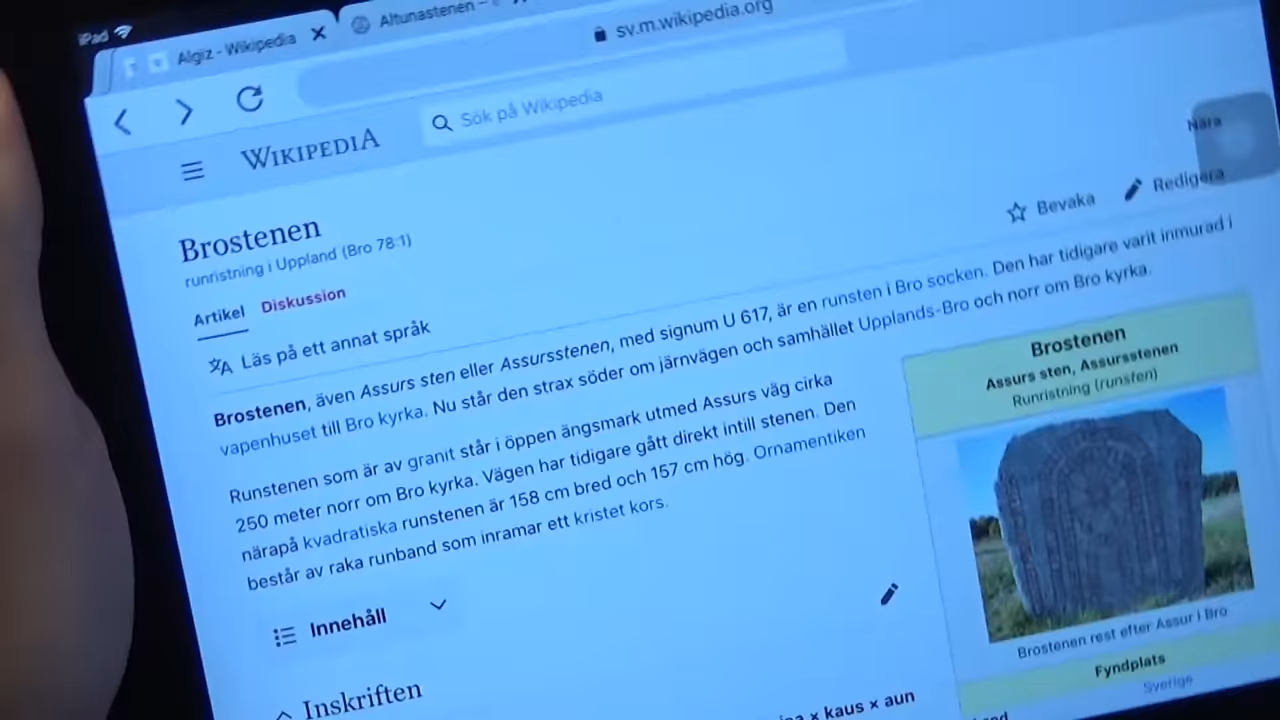 iPad
Algiz - Wikipedia
Altunastenen –
sv.m.wikipedia.org
WIKIPEDIA
Sök på Wikipedia
Nära
Brostenen
runristning i Uppland (Bro 78:1)
Bevaka
Redigera
Artikel Diskussion
Läs på ett annat språk
Brostenen, även Assurs sten eller Assursstenen, med signum U 617, är en runsten i Bro socken. Den har tidigare varit inmurad i
vapenhuset till Bro kyrka. Nu står den strax söder om järnvägen och samhället Upplands-Bro och norr om Bro kyrka.
Runstenen som är av granit står i öppen ängsmark utmed Assurs väg cirka
250 meter norr om Bro kyrka. Vägen har tidigare gått direkt intill stenen. Den
närapå kvadratiska runstenen är 158 cm bred och 157 cm hög. Ornamentiken
består av raka runband som inramar ett kristet kors.
Brostenen
Assurs sten, Assursstenen
Runristning (runsten)
Brostenen rest efter Assur i Bro
Fyndplats
Sverige
Innehåll
Inskriften
× kaus × aun